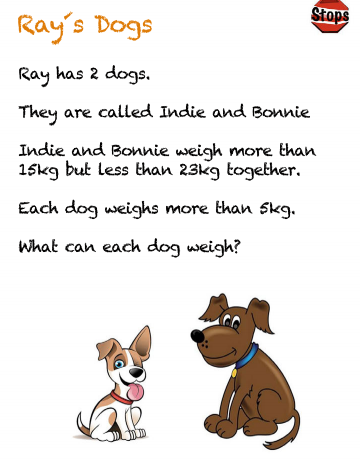 Ray´s Dogs
Stops
Ray has 2 dogs.
They are called Indie and Bonnie
Indie and Bonnie weigh more than
15kg but less than 23kg together.
Each dog weighs more than 5kg.
What can each dog weigh?